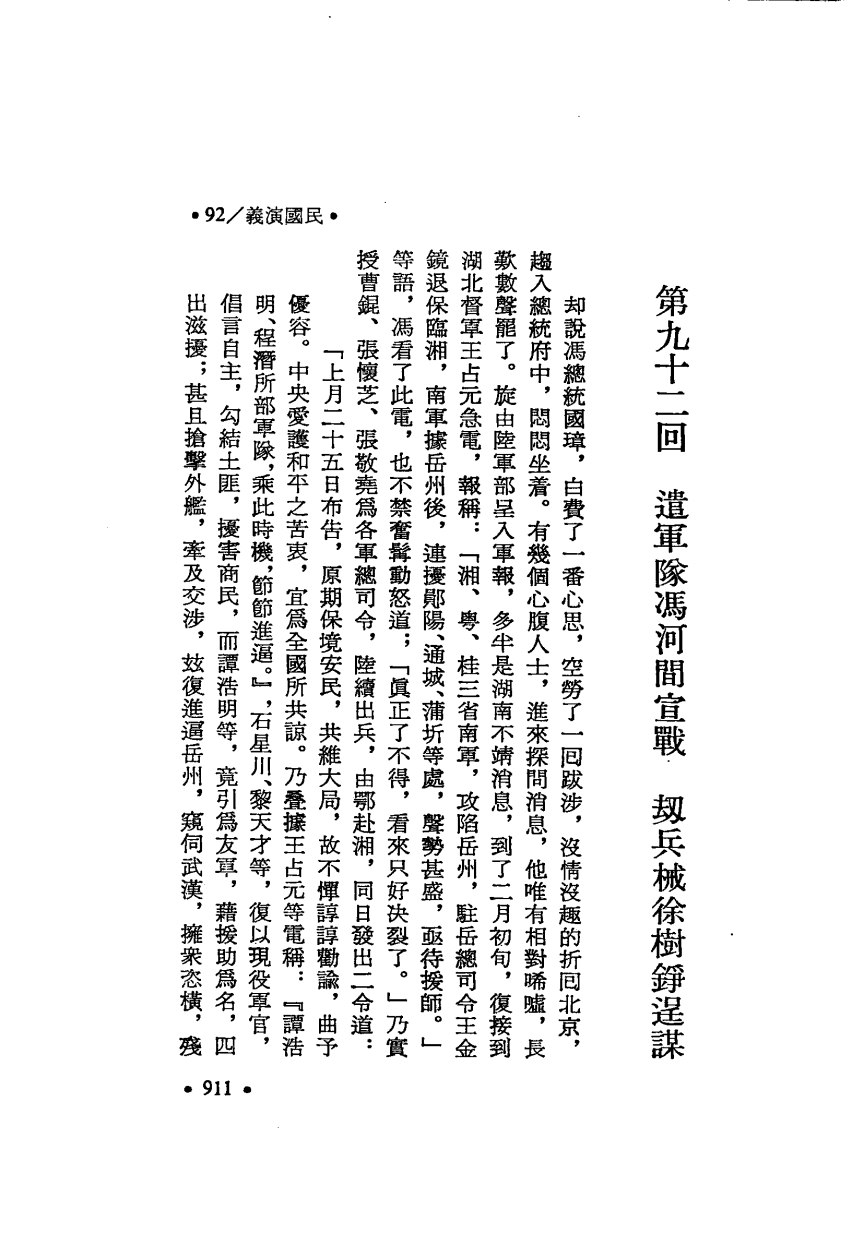 •92/義演國民•
第九十二回　遣軍隊馮河間宣戰　刼兵械徐樹錚逞謀
却說馮總統國璋，白費了一番心思，空勞了一囘跋涉，沒情沒趣的折囘北京，
趨入總統府中，悶悶坐着。有幾個心腹人士，進來探問消息，他唯有相對唏噓，長
歎數聲罷了。旋由陸軍部呈入軍報，多半是湖南不靖消息，到了二月初旬，復接到
湖北督軍王占元急電，報稱：「湘、粵、桂三省南軍，攻陷岳州，駐岳總司令王金
鏡退保臨湘，南軍據岳州後，連擾鄖陽、通城、蒲圻等處，聲勢甚盛，亟待援師。」
等語，馮看了此電，也不禁奮髯動怒道；「眞正了不得，看來只好決裂了。」乃實
授曹錕、張懷芝、張敬堯爲各軍總司令，陸續出兵，由鄂赴湘，同日發出二令道：
「上月二十五日布告，原期保境安民，共維大局，故不憚諄諄勸諭，曲予
優容。中央愛護和平之苦衷，宜爲全國所共諒。乃疊據王占元等電稱：『譚浩
明、程潛所部軍隊，乘此時機，節節進逼。』，石星川、黎天才等，復以現役軍官，
倡言自主，勾結土匪，擾害商民，而譚浩明等，竟引爲友軍，藉援助爲名，四
出滋擾；甚且搶擊外艦，牽及交涉，玆復進逼岳州，窺伺武漢，擁衆恣橫，殘
•911•